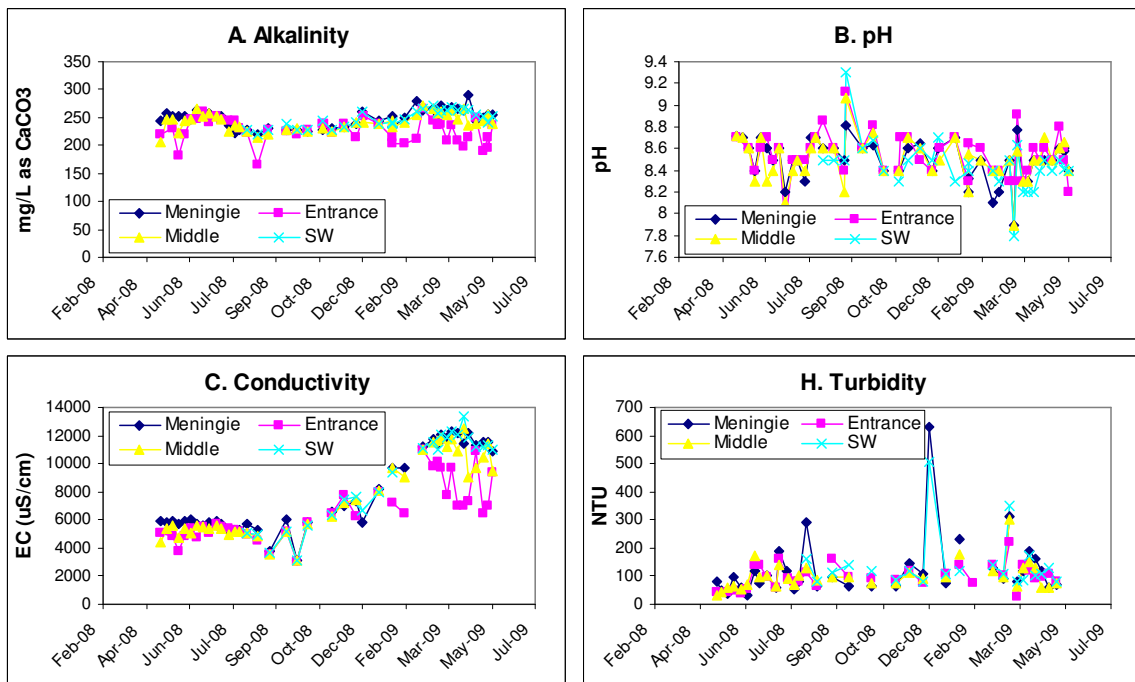 A. Alkalinity
mg/L as CaCO3
350
300
250
200
150
100
50
0
Meningie Entrance
Middle SW
Feb-08 Apr-08 Jun-08 Jul-08 Sep-08 Oct-08 Dec-08 Feb-09 Mar-09 May-09 Jul-09
B. pH
pH
9.4
9.2
9
8.8
8.6
8.4
8.2
8
7.8
7.6
Meningie Entrance
Middle SW
Feb-08 Apr-08 Jun-08 Jul-08 Sep-08 Oct-08 Dec-08 Feb-09 Mar-09 May-09 Jul-09
C. Conductivity
EC (uS/cm)
14000
12000
10000
8000
6000
4000
2000
0
Meningie Entrance
Middle SW
Feb-08 Apr-08 Jun-08 Jul-08 Sep-08 Oct-08 Dec-08 Feb-09 Mar-09 May-09 Jul-09
H. Turbidity
NTU
700
600
500
400
300
200
100
0
Meningie Entrance
Middle SW
Feb-08 Apr-08 Jun-08 Jul-08 Sep-08 Oct-08 Dec-08 Feb-09 Mar-09 May-09 Jul-09